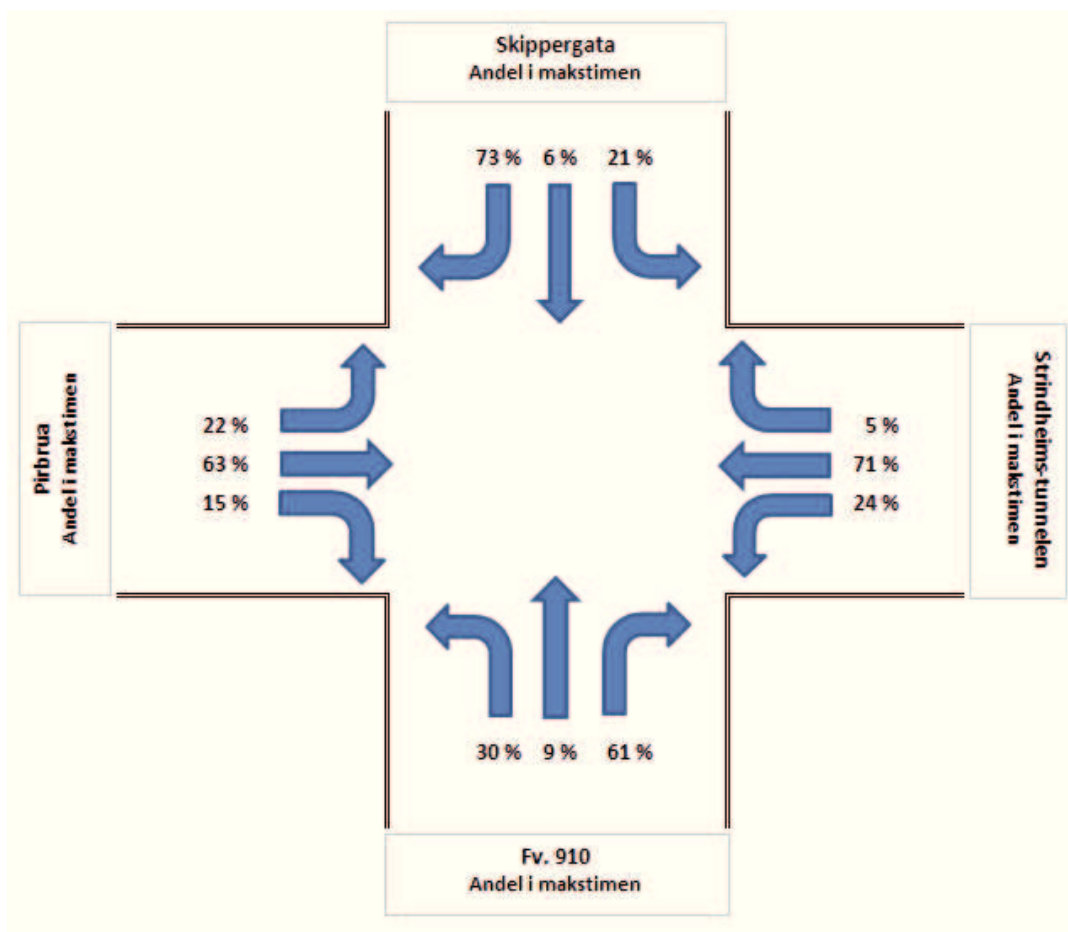 Skippergata
Andel i makstimen
73 % 6 % 21 %
Pirbrua
Andel i makstimen
22 %
63 %
15 %
5 %
71 %
24 %
Strindheims-tunnelen
Andel i makstimen
30 % 9 % 61 %
Fv. 910
Andel i makstimen